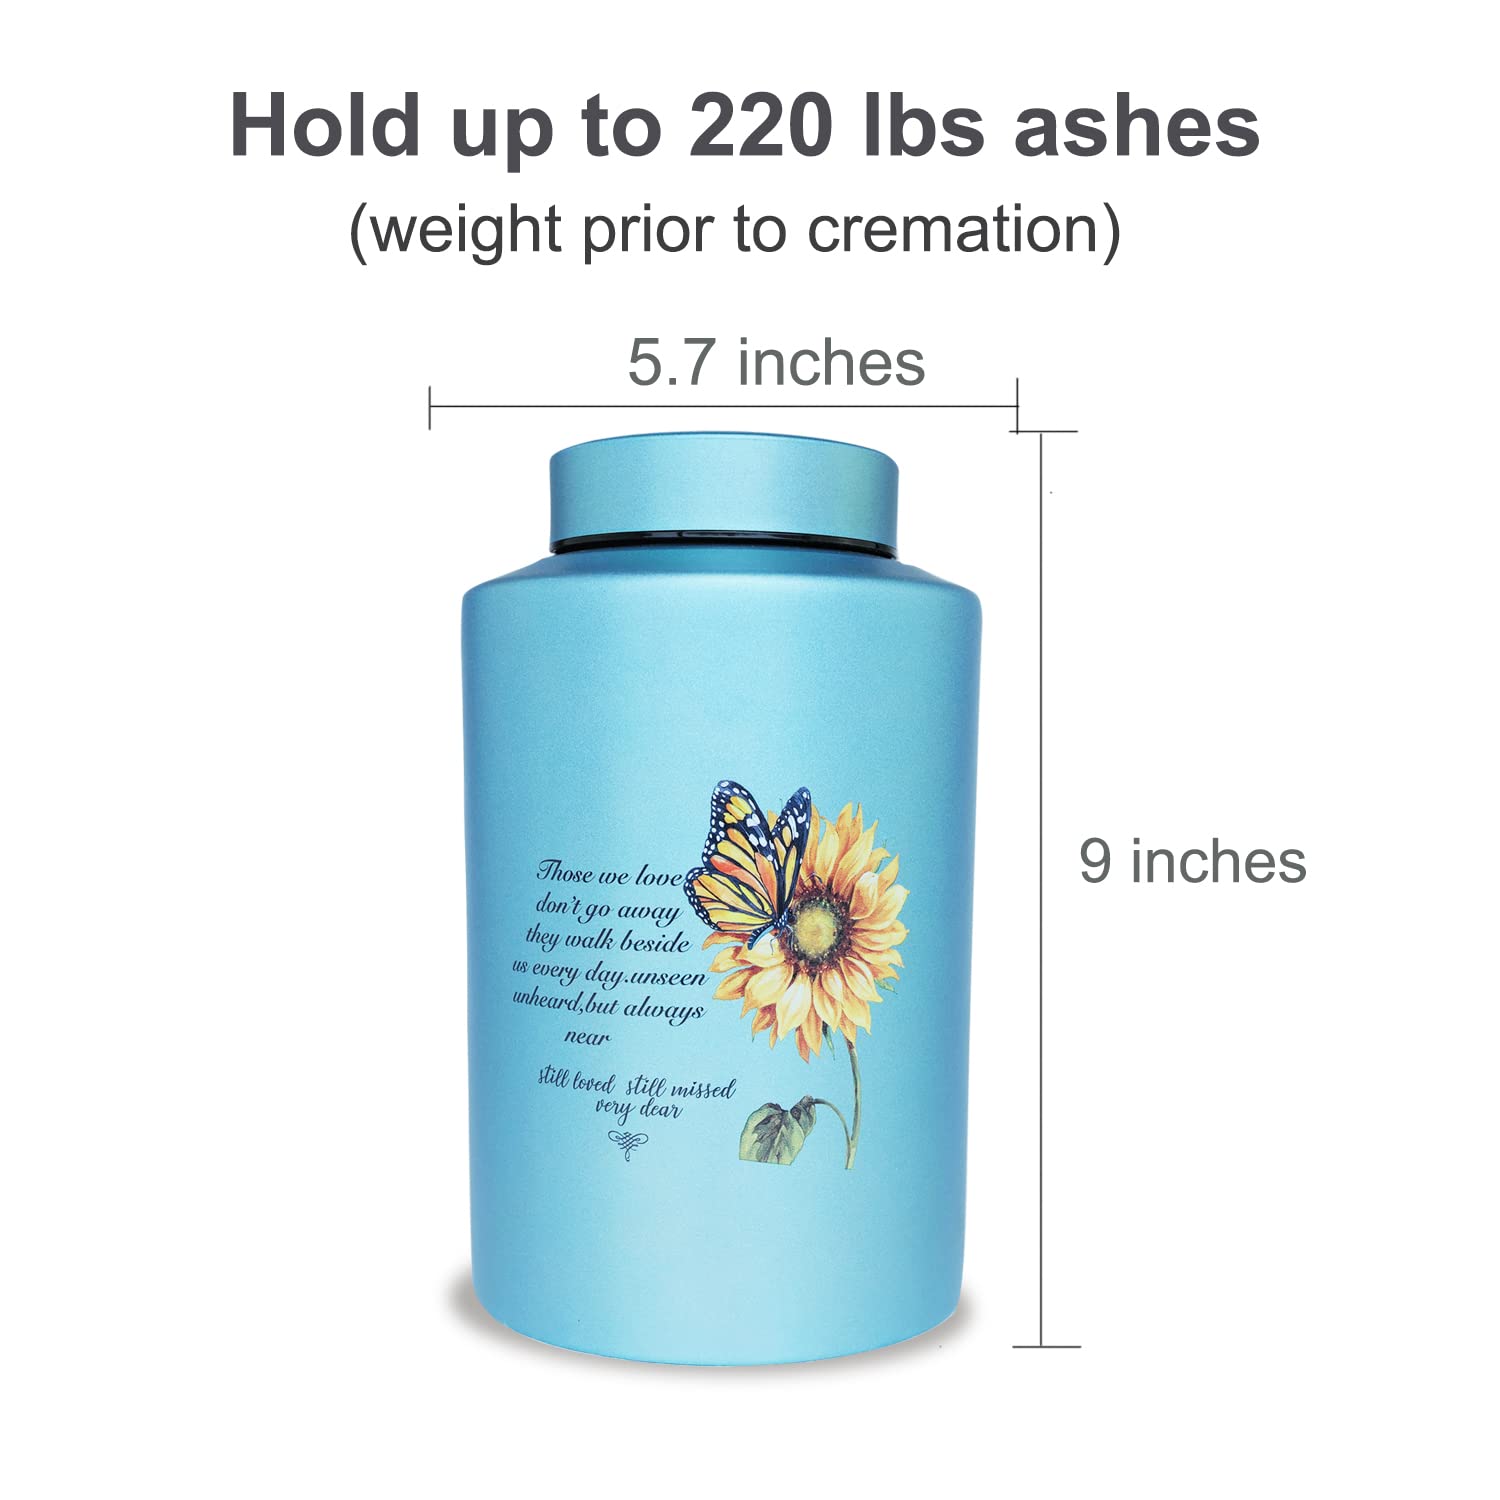 Hold up to 220 lbs ashes
(weight prior to cremation)
5.7 inches
9 inches
Those we love
don't go away
they walk beside
us every day.unseen
unheard,but always
near
still loved still missed
very dear